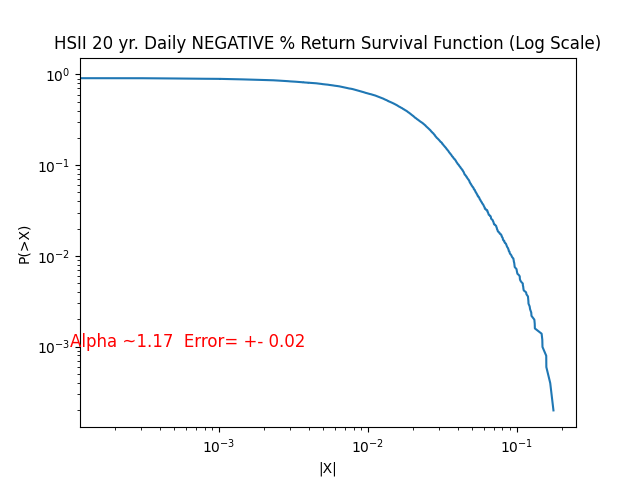 HSII 20 yr. Daily NEGATIVE % Return Survival Function (Log Scale)
10^0
10^-1
P(>X)
10^-2
10^-3
Alpha ~1.17  Error= +- 0.02
10^-3 10^-2 10^-1
|X|